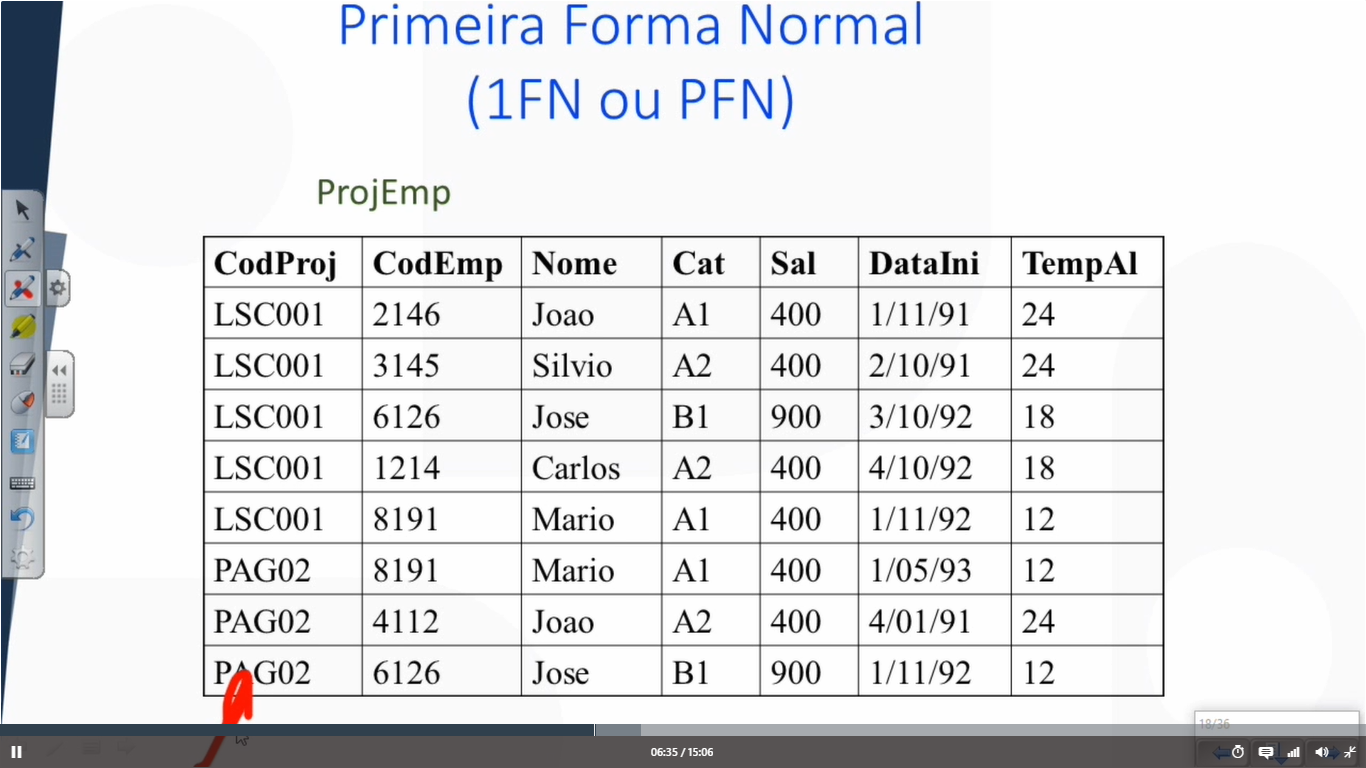 Primeira Forma Normal
(1FN ou PFN)
ProjEmp
CodProj CodEmp Nome Cat Sal DataIni TempAl
LSC001 2146 Joao A1 400 1/11/91 24
LSC001 3145 Silvio A2 400 2/10/91 24
LSC001 6126 Jose B1 900 3/10/92 18
LSC001 1214 Carlos A2 400 4/10/92 18
LSC001 8191 Mario A1 400 1/11/92 12
PAG02 8191 Mario A1 400 1/05/93 12
PAG02 4112 Joao A2 400 4/01/91 24
PAG02 6126 Jose B1 900 1/11/92 12
18/36
06:35 / 15:06